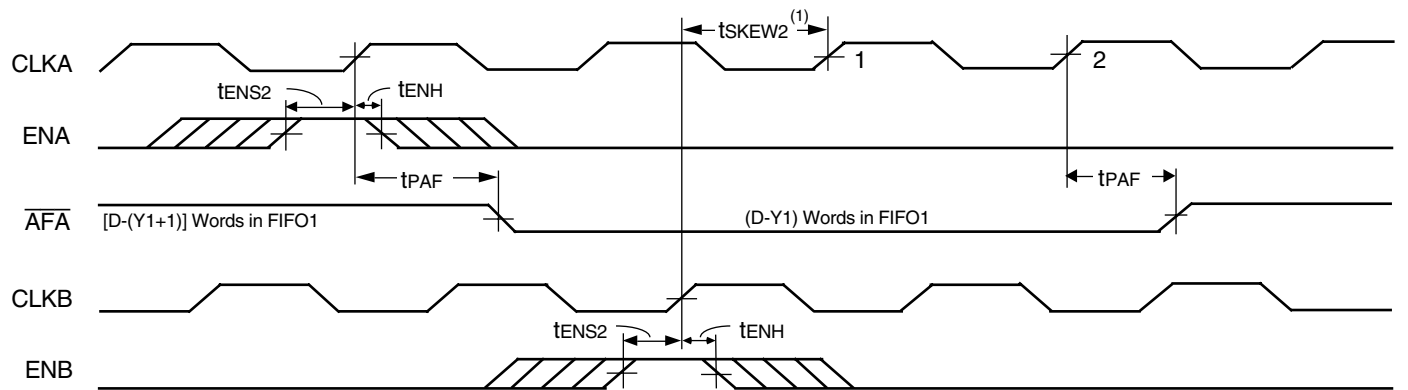 tSKEW2(1)
CLKA 1 2
tENS2 tENH
ENA
tPAF tPAF
AFA [D-(Y1+1)] Words in FIFO1 (D-Y1) Words in FIFO1
CLKB
tENS2 tENH
ENB